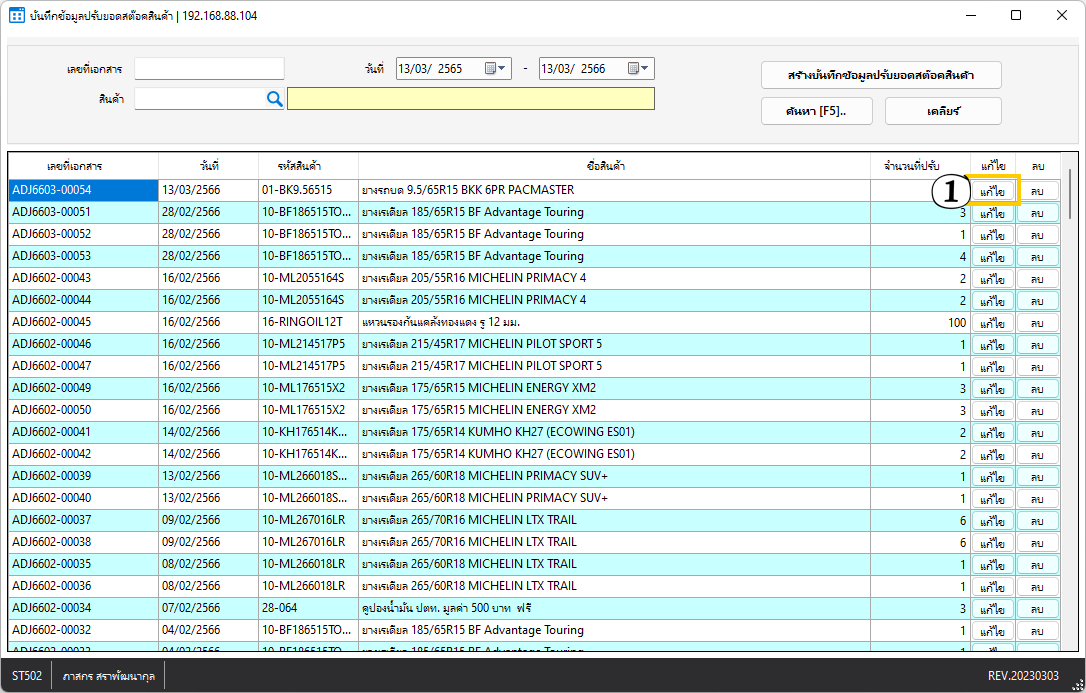 บันทึกข้อมูลปรับยอดสต๊อคสินค้า | 192.168.88.104
เลขที่เอกสาร วันที่ 13/03/ 2565 - 13/03/ 2566 สร้างบันทึกข้อมูลปรับยอดสต๊อคสินค้า
สินค้า ค้นหา [F5].. เคลียร์
เลขที่เอกสาร วันที่ รหัสสินค้า ชื่อสินค้า จำนวนที่ปรับ แก้ไข ลบ
ADJ6603-00054 13/03/2566 01-BK9.56515 ยางรถบด 9.5/65R15 BKK 6PR PACMASTER 1 แก้ไข ลบ
ADJ6603-00051 28/02/2566 10-BF186515TO... ยางเรเดียล 185/65R15 BF Advantage Touring 3 แก้ไข ลบ
ADJ6603-00052 28/02/2566 10-BF186515TO... ยางเรเดียล 185/65R15 BF Advantage Touring 1 แก้ไข ลบ
ADJ6603-00053 28/02/2566 10-BF186515TO... ยางเรเดียล 185/65R15 BF Advantage Touring 4 แก้ไข ลบ
ADJ6602-00043 16/02/2566 10-ML2055164S ยางเรเดียล 205/55R16 MICHELIN PRIMACY 4 2 แก้ไข ลบ
ADJ6602-00044 16/02/2566 10-ML2055164S ยางเรเดียล 205/55R16 MICHELIN PRIMACY 4 2 แก้ไข ลบ
ADJ6602-00045 16/02/2566 16-RINGOIL12T แหวนรองก้นแคล้งทองแดง รู 12 มม. 100 แก้ไข ลบ
ADJ6602-00046 16/02/2566 10-ML214517P5 ยางเรเดียล 215/45R17 MICHELIN PILOT SPORT 5 1 แก้ไข ลบ
ADJ6602-00047 16/02/2566 10-ML214517P5 ยางเรเดียล 215/45R17 MICHELIN PILOT SPORT 5 1 แก้ไข ลบ
ADJ6602-00049 16/02/2566 10-ML176515X2 ยางเรเดียล 175/65R15 MICHELIN ENERGY XM2 3 แก้ไข ลบ
ADJ6602-00050 16/02/2566 10-ML176515X2 ยางเรเดียล 175/65R15 MICHELIN ENERGY XM2 3 แก้ไข ลบ
ADJ6602-00041 14/02/2566 10-KH176514K... ยางเรเดียล 175/65R14 KUMHO KH27 (ECOWING ES01) 2 แก้ไข ลบ
ADJ6602-00042 14/02/2566 10-KH176514K... ยางเรเดียล 175/65R14 KUMHO KH27 (ECOWING ES01) 2 แก้ไข ลบ
ADJ6602-00039 13/02/2566 10-ML266018S... ยางเรเดียล 265/60R18 MICHELIN PRIMACY SUV+ 1 แก้ไข ลบ
ADJ6602-00040 13/02/2566 10-ML266018S... ยางเรเดียล 265/60R18 MICHELIN PRIMACY SUV+ 1 แก้ไข ลบ
ADJ6602-00037 09/02/2566 10-ML267016LR ยางเรเดียล 265/70R16 MICHELIN LTX TRAIL 6 แก้ไข ลบ
ADJ6602-00038 09/02/2566 10-ML267016LR ยางเรเดียล 265/70R16 MICHELIN LTX TRAIL 6 แก้ไข ลบ
ADJ6602-00035 08/02/2566 10-ML266018LR ยางเรเดียล 265/60R18 MICHELIN LTX TRAIL 1 แก้ไข ลบ
ADJ6602-00036 08/02/2566 10-ML266018LR ยางเรเดียล 265/60R18 MICHELIN LTX TRAIL 1 แก้ไข ลบ
ADJ6602-00034 07/02/2566 28-064 คูปองน้ำมัน ปตท. มูลค่า 500 บาท ฟรี 3 แก้ไข ลบ
ADJ6602-00032 04/02/2566 10-BF186515TO... ยางเรเดียล 185/65R15 BF Advantage Touring 1 แก้ไข ลบ
ADJ6602-00033 04/02/2566 10-BF186515TO... ยางเรเดียล 185/65R15 BF Advantage Touring 1 แก้ไข ลบ
ST502 ภาสกร สราพัฒนากุล REV.20230303